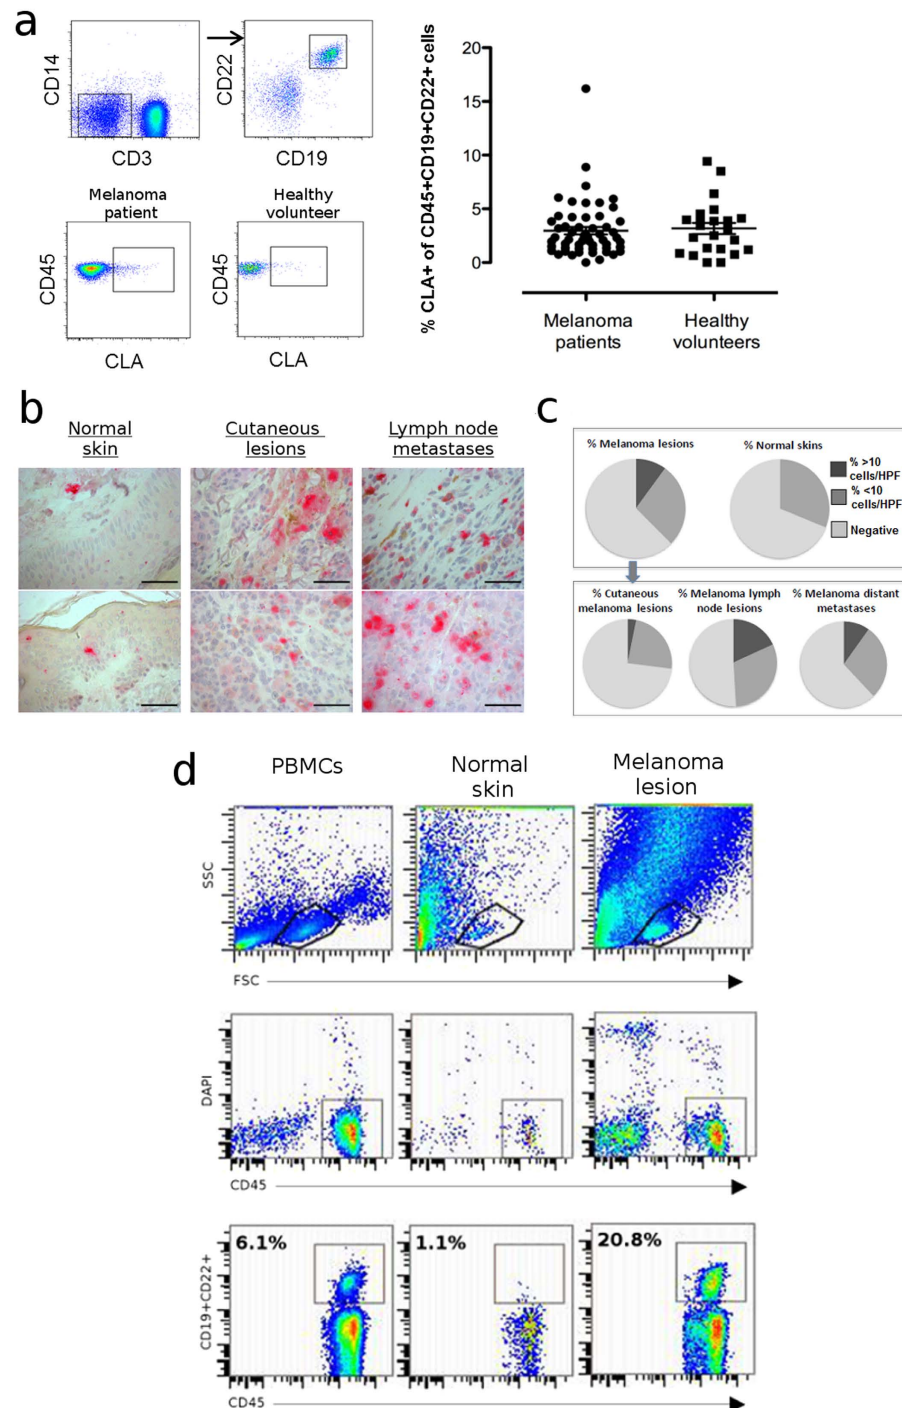 a
CD14
CD3
CD22
CD19
Melanoma
patient
Healthy
volunteer
CD45
CLA
CD45
CLA
% CLA+ of CD45+CD19+CD22+ cells
20
15
10
5
0
Melanoma
patients
Healthy
volunteers
b
Normal
skin
Cutaneous
lesions
Lymph node
metastases
c
% Melanoma lesions
% Normal skins
% >10
cells/HPF
% <10
cells/HPF
Negative
% Cutaneous
melanoma lesions
% Melanoma lymph
node lesions
% Melanoma distant
metastases
d
PBMCs
Normal
skin
Melanoma
lesion
SSC
FSC
DAPI
CD45
CD19+CD22+
6.1%
1.1%
20.8%
CD45